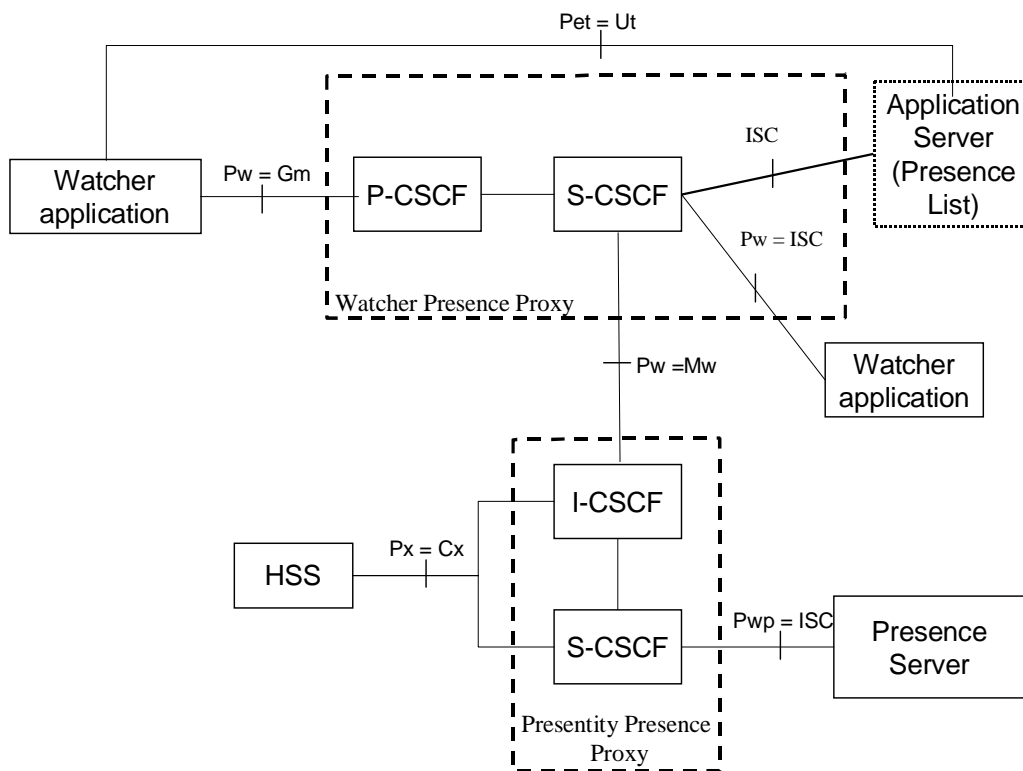 Pet = Ut
Application
Server
(Presence
List)
ISC
Watcher
application
Pw = Gm
P-CSCF
S-CSCF
Pw = ISC
Watcher Presence Proxy
Pw =Mw
Watcher
application
I-CSCF
Px = Cx
HSS
S-CSCF
Pwp = ISC
Presence
Server
Presentity Presence
Proxy